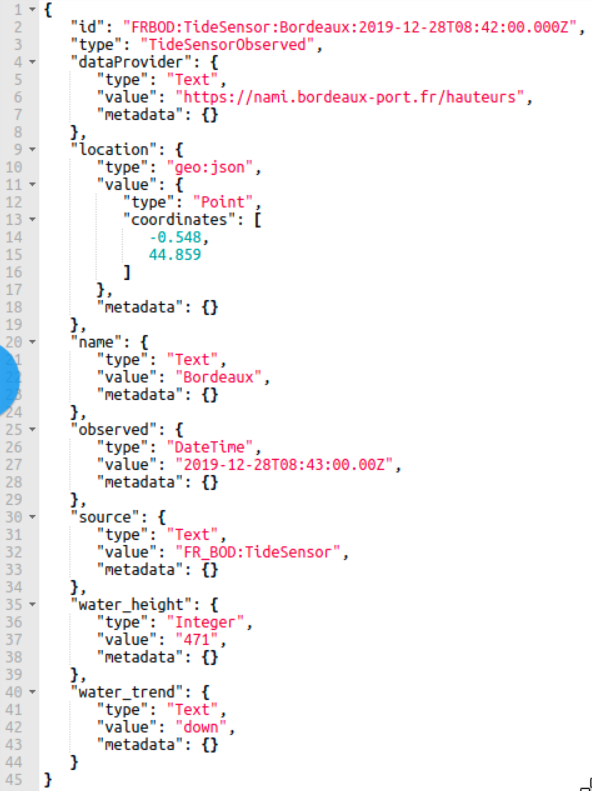 1 {
2 "id": "FRBOD:TideSensor:Bordeaux:2019-12-28T08:42:00.000Z",
3 "type": "TideSensorObserved",
4 "dataProvider": {
5 "type": "Text",
6 "value": "https://nami.bordeaux-port.fr/hauteurs",
7 "metadata": {}
8 },
9 "location": {
10 "type": "geo:json",
11 "value": {
12 "type": "Point",
13 "coordinates": [
14 -0.548,
15 44.859
16 ]
17 },
18 "metadata": {}
19 },
20 "name": {
21 "type": "Text",
22 "value": "Bordeaux",
23 "metadata": {}
24 },
25 "observed": {
26 "type": "DateTime",
27 "value": "2019-12-28T08:43:00.00Z",
28 "metadata": {}
29 },
30 "source": {
31 "type": "Text",
32 "value": "FR_BOD:TideSensor",
33 "metadata": {}
34 },
35 "water_height": {
36 "type": "Integer",
37 "value": "471",
38 "metadata": {}
39 },
40 "water_trend": {
41 "type": "Text",
42 "value": "down",
43 "metadata": {}
44 }
45 }